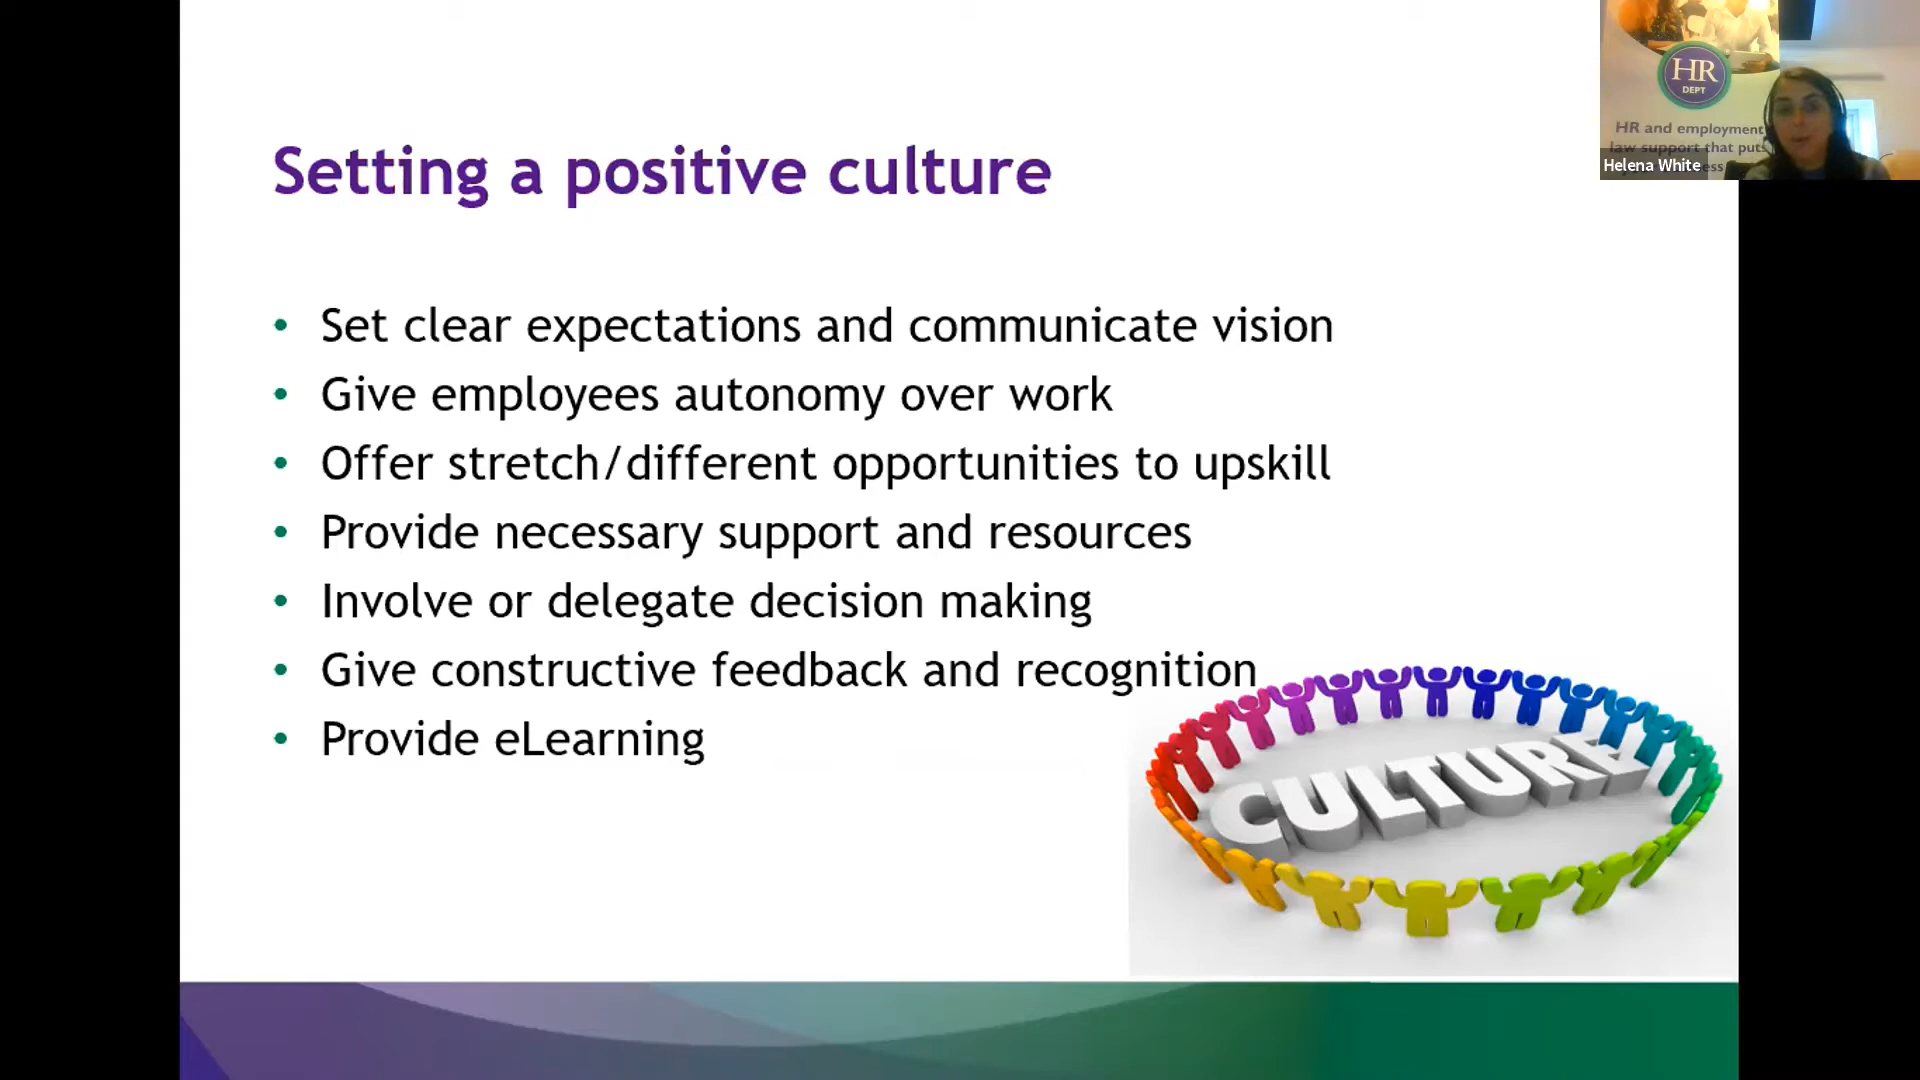 Setting a positive culture
• Set clear expectations and communicate vision
• Give employees autonomy over work
• Offer stretch/different opportunities to upskill
• Provide necessary support and resources
• Involve or delegate decision making
• Give constructive feedback and recognition
• Provide eLearning
CULTURE
HR
DEPT
HR and employment
law support that puts
Helena White